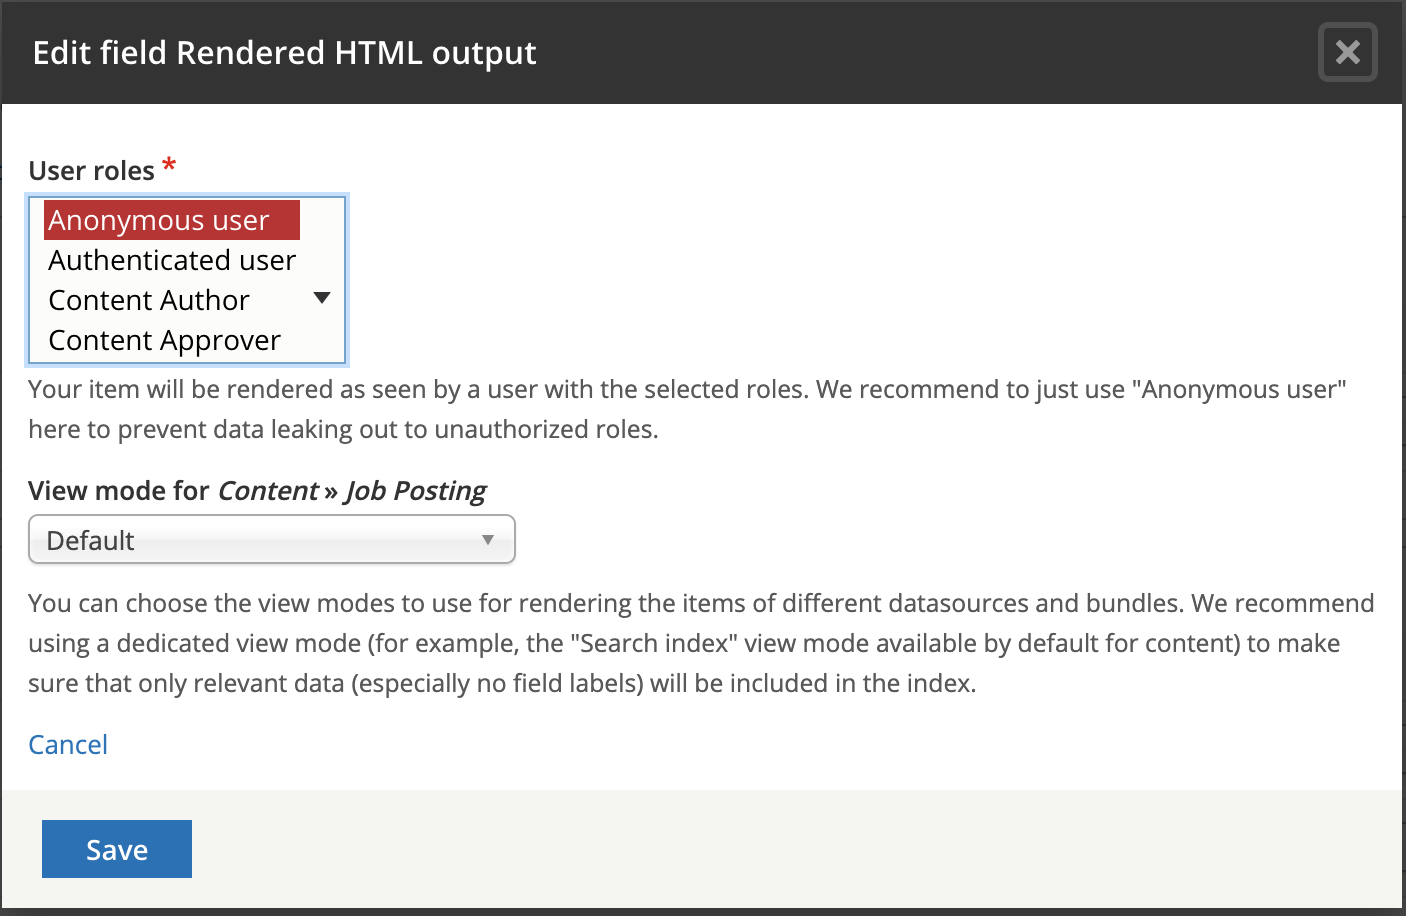 Edit field Rendered HTML output
User roles *
Anonymous user
Authenticated user
Content Author
Content Approver
Your item will be rendered as seen by a user with the selected roles. We recommend to just use "Anonymous user"
here to prevent data leaking out to unauthorized roles.
View mode for Content » Job Posting
Default
You can choose the view modes to use for rendering the items of different datasources and bundles. We recommend
using a dedicated view mode (for example, the "Search index" view mode available by default for content) to make
sure that only relevant data (especially no field labels) will be included in the index.
Cancel
Save